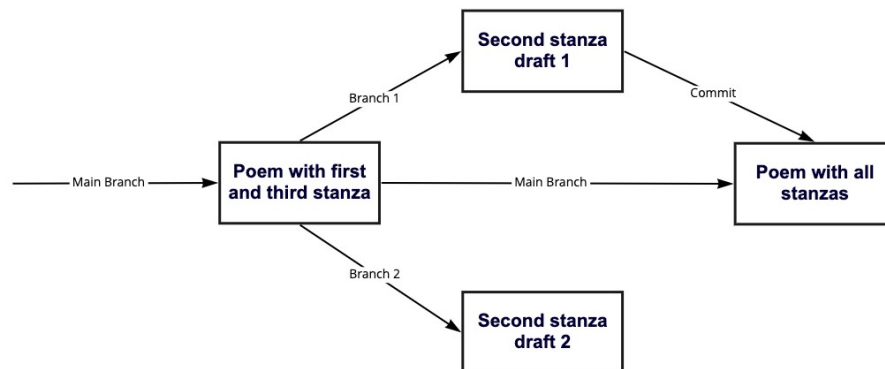 Second stanza
draft 1
Branch 1
Commit
Main Branch
Poem with first
and third stanza
Main Branch
Poem with all
stanzas
Branch 2
Second stanza
draft 2